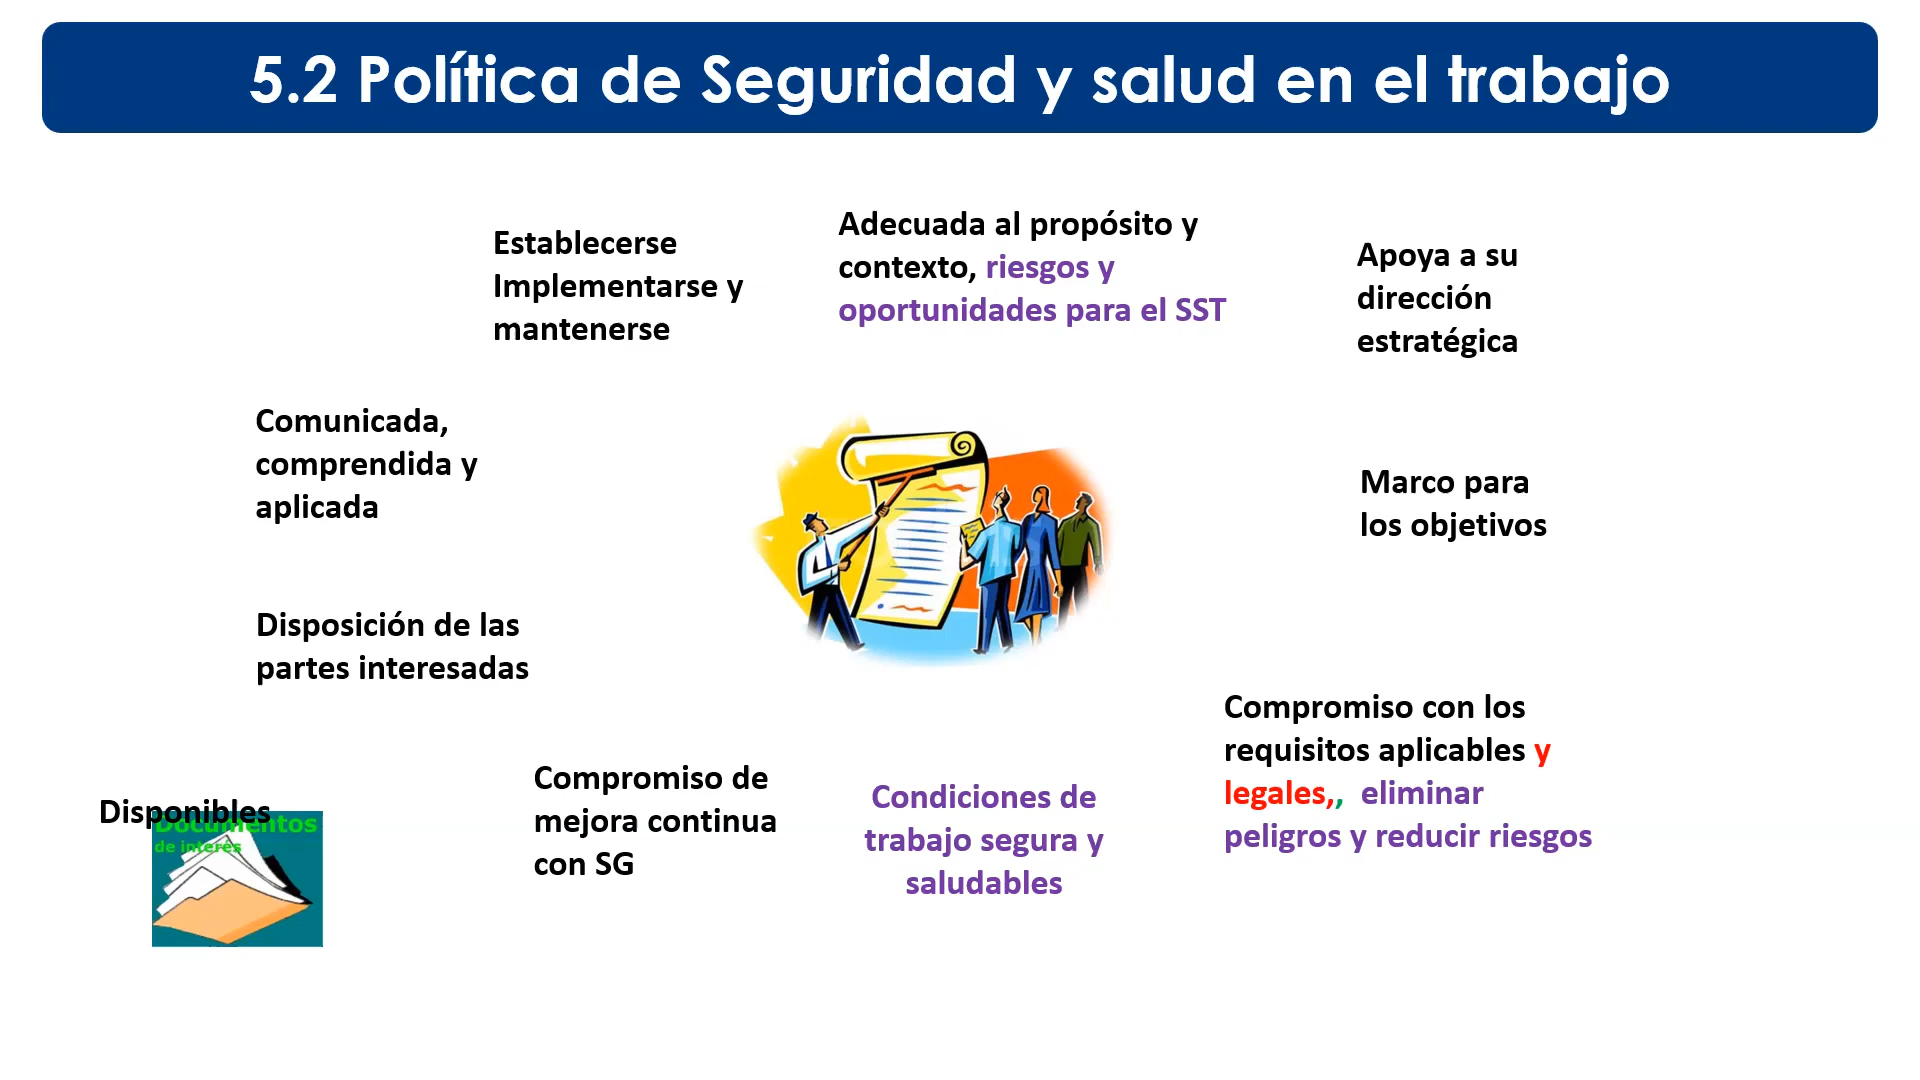 5.2 Política de Seguridad y salud en el trabajo
Establecerse
Implementarse y
mantenerse
Adecuada al propósito y
contexto, riesgos y
oportunidades para el SST
Apoya a su
dirección
estratégica
Comunicada,
comprendida y
aplicada
Marco para
los objetivos
Disposición de las
partes interesadas
Compromiso con los
requisitos aplicables y
legales,, eliminar
peligros y reducir riesgos
Compromiso de
mejora continua
con SG
Condiciones de
trabajo segura y
saludables
Disponibles
Documentos
de interés